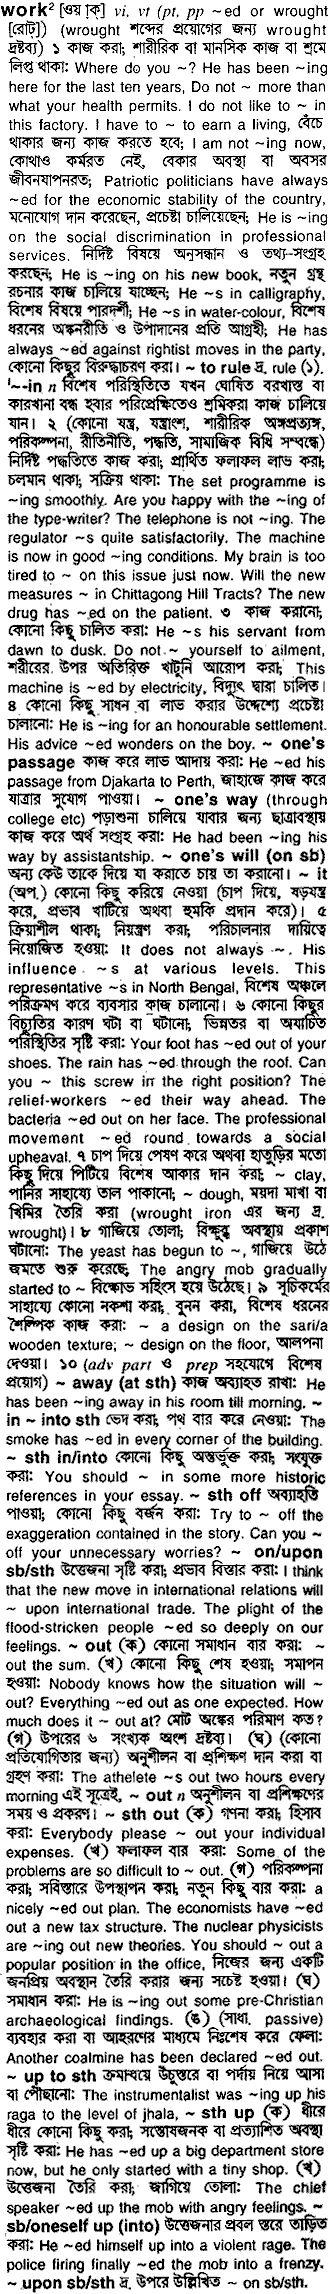 work² [ওয়াক্] vi, vt (pt, pp ~ed or wrought
[রোট্]) (wrought শব্দের প্রয়োগের জন্য wrought
দ্রষ্টব্য) ১ কাজ করা; শারীরিক বা মানসিক কাজ বা শ্রমে
লিপ্ত থাকা: Where do you ~? He has been ~ing
here for the last ten years, Do not ~ more than
what your health permits. I do not like to ~ in
this factory. I have to ~ to earn a living, বেঁচে
থাকার জন্য কাজ করতে হবে; I am not ~ing now,
কোথাও কর্মরত নেই, বেকার অবস্থা বা অবসর
জীবনযাপনরত; Patriotic politicians have always
~ed for the economic stability of the country,
মনোযোগ দান করেছেন, প্রচেষ্টা চালিয়েছেন; He is ~ing
on the social discrimination in professional
services. নির্দিষ্ট বিষয়ে অনুসন্ধান ও তথ্য-সংগ্রহ
করছেন; He is ~ing on his new book, নতুন গ্রন্থ
রচনার কাজ চালিয়ে যাচ্ছেন; He ~s in calligraphy,
বিশেষ বিষয়ে পারদর্শী; He ~s in water-colour, বিশেষ
ধরনের অঙ্কনরীতি ও উপাদানের প্রতি আগ্রহী; He has
always ~ed against rightist moves in the party,
কোনো কিছুর বিরুদ্ধাচরণ করা। ~ to rule দ্র. rule (১).
'~-in n বিশেষ পরিস্থিতিতে যখন ঘোষিত বরখাস্ত বা
কারখানা বন্ধ হবার পরিপ্রেক্ষিতেও শ্রমিকরা কাজ চালিয়ে
যান। ২ (কোনো যন্ত্র, যন্ত্রাংশ, শারীরিক অঙ্গপ্রত্যঙ্গ,
পরিকল্পনা, রীতিনীতি, পদ্ধতি, সামাজিক বিধি সম্বন্ধে)
নির্দিষ্ট পদ্ধতিতে কাজ করা; প্রার্থিত ফলাফল লাভ করা;
চলমান থাকা; সক্রিয় থাকা: The set programme is
~ing smoothly. Are you happy with the ~ing of
the type-writer? The telephone is not ~ing. The
regulator ~s quite satisfactorily. The machine
is now in good ~ing conditions. My brain is too
tired to ~ on this issue just now. Will the new
measures ~ in Chittagong Hill Tracts? The new
drug has ~ed on the patient. ৩ কাজ করানো;
কোনো কিছু চালিত করা: He ~s his servant from
dawn to dusk. Do not ~ yourself to ailment,
শরীরের উপর অতিরিক্ত খাটুনি আরোপ করা; This
machine is ~ed by electricity, বিদ্যুৎ দ্বারা চালিত।
৪ কোনো কিছু সাধন বা লাভ করার উদ্দেশ্যে প্রচেষ্টা
চালানো: He is ~ing for an honourable settlement.
His advice ~ed wonders on the boy. ~ one's
passage কাজ করে লাভ আদায় করা: He ~ed his
passage from Djakarta to Perth, জাহাজে কাজ করে
যাত্রার সুযোগ পাওয়া। ~ one's way (through
college etc) পড়াশুনা চালিয়ে যাবার জন্য ছাত্রাবস্থায়
কাজ করে অর্থ সংগ্রহ করা: He had been ~ing his
way by assistantship. ~ one's will (on sb)
অন্য কেউ তাকে দিয়ে যা করাতে চায় তা করানো। ~ it
(অপ.) কোনো কিছু করিয়ে নেওয়া (চাপ দিয়ে, ষড়যন্ত্র
করে, প্রভাব খাটিয়ে অথবা হুমকি প্রদান করে)। ৫
ক্রিয়াশীল থাকা; নিয়ন্ত্রণ করা; পরিচালনার দায়িত্বে
নিয়োজিত হওয়া: It does not always ~. His
influence ~s at various levels. This
representative ~s in North Bengal, বিশেষ অঞ্চলে
পরিক্রমণ করে ব্যবসার কাজ চালানো। ৬ কোনো কিছুর
বিচ্যুতির কারণ ঘটা বা ঘটানো; ভিন্নতর বা অযাচিত
পরিস্থিতির সৃষ্টি করা: Your foot has ~ed out of your
shoes. The rain has ~ed through the roof. Can
you ~ this screw in the right position? The
relief-workers ~ed their way ahead. The
bacteria ~ed out on her face. The professional
movement ~ed round towards a social
upheaval. ৭ চাপ দিয়ে পেষণ করে অথবা হাতুড়ির মতো
কিছু দিয়ে পিটিয়ে বিশেষ আকার দান করা; ~ clay,
পানির সাহায্যে তাল পাকানো; ~ dough, ময়দা মাখা বা
খিমির তৈরি করা (wrought iron এর জন্য দ্র.
wrought)। ৮ গাজিয়ে তোলা; বিক্ষুব্ধ অবস্থায় প্রকাশ
ঘটানো: The yeast has begun to ~, গাজিয়ে উঠে
জমতে শুরু করেছে; The angry mob gradually
started to ~ বিক্ষোভ সহিংস হয়ে উঠেছে। ৯ সূচিকর্মের
সাহায্যে কোনো নকশা করা; বুনন করা, বিশেষ ধরনের
শৈল্পিক কাজ করা: ~ a design on the sari/a
wooden texture; ~ design on the floor, আলপনা
দেওয়া। ১০ (adv part ও prep সহযোগে বিশেষ
প্রয়োগ) ~ away (at sth) কাজ অব্যাহত রাখা: He
has been ~ing away in his room till morning. ~
in ~ into sth ভেদ করা; পথ বার করে নেওয়া: The
smoke has ~ed in every corner of the building.
~ sth in/into কোনো কিছু অন্তর্ভুক্ত করা; সংযুক্ত
করা: You should ~ in some more historic
references in your essay. ~ sth off অব্যাহতি
পাওয়া; কোনো কিছু বর্জন করা: Try to ~ off the
exaggeration contained in the story. Can you ~
off your unnecessary worries? ~ on/upon
sb/sth উত্তেজনা সৃষ্টি করা; প্রভাব বিস্তার করা: I think
that the new move in international relations will
~ upon international trade. The plight of the
flood-stricken people ~ed so deeply on our
feelings. ~ out (ক) কোনো সমাধান বার করা: ~
out the sum. (খ) কোনো কিছু শেষ হওয়া; সমাপন
হওয়া: Nobody knows how the situation will ~
out? Everything ~ed out as one expected. How
much does it ~ out at? মোট অঙ্কের পরিমাণ কত?
(গ) উপরের ৬ সংখ্যক অংশ দ্রষ্টব্য। (ঘ) (কোনো
প্রতিযোগিতার জন্য) অনুশীলন বা প্রশিক্ষণ দান করা বা
গ্রহণ করা: The athelete ~s out two hours every
morning এই সূত্রেই, ~ out n অনুশীলন বা প্রশিক্ষণের
সময় ও প্রকরণ। ~ sth out (ক) গণনা করা; হিসাব
করা: Everybody please ~ out your individual
expenses. (খ) ফলাফল বার করা: Some of the
problems are so difficult to ~ out. (গ) পরিকল্পনা
করা; সবিস্তারে উপস্থাপন করা; নতুন কিছু বার করা: a
nicely ~ed out plan. The economists have ~ed
out a new tax structure. The nuclear physicists
are ~ing out new theories. You should ~ out a
popular position in the office, নিজের জন্য একটি
জনপ্রিয় অবস্থান তৈরি করার জন্য সচেষ্ট হওয়া। (ঘ)
সমাধান করা: He is ~ing out some pre-Christian
archaeological findings. (ঙ) (সাধা. passive)
ব্যবহার করা বা আহরণের মাধ্যমে নিঃশেষ করে ফেলা:
Another coalmine has been declared ~ed out.
~ up to sth ক্রমান্বয়ে উচুস্তরে বা পর্দায় নিয়ে আসা
বা পৌছানো: The instrumentalist was ~ing up his
raga to the level of jhala, ~ sth up (ক) ধীরে
ধীরে কোনো কিছু করা; সন্তোষজনক বা প্রত্যাশিত অবস্থা
সৃষ্টি করা: He has ~ed up a big department store
now, but he only started with a tiny shop. (খ)
উত্তেজনা তৈরি করা, জাগিয়ে তোলা: The chief
speaker ~ed up the mob with angry feelings. ~
sb/oneself up (into) উত্তেজনার প্রবল স্তরে তাড়িত
করা: He ~ed himself up into a violent rage. The
police firing finally ~ed the mob into a frenzy.
~ upon sb/sth দ্র. উপরে উল্লিখিত ~ on sb/sth.